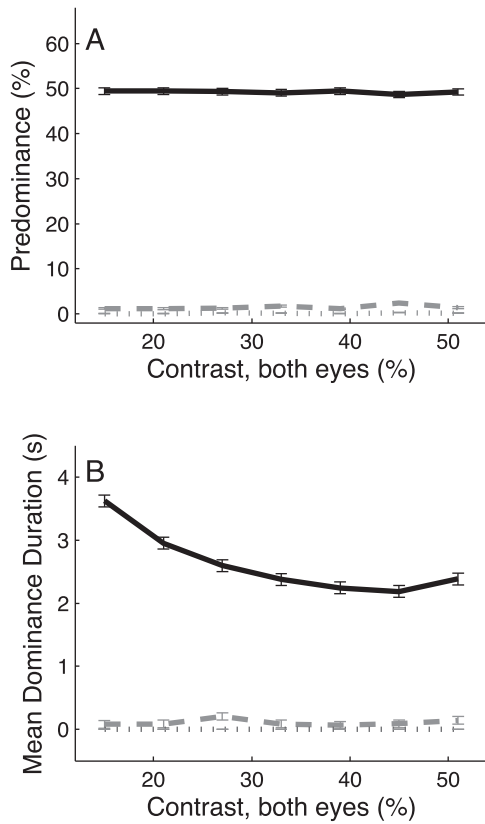 A
Predominance (%)
60
50
40
30
20
10
0
20 30 40 50
Contrast, both eyes (%)
B
Mean Dominance Duration (s)
4
3
2
1
0
20 30 40 50
Contrast, both eyes (%)